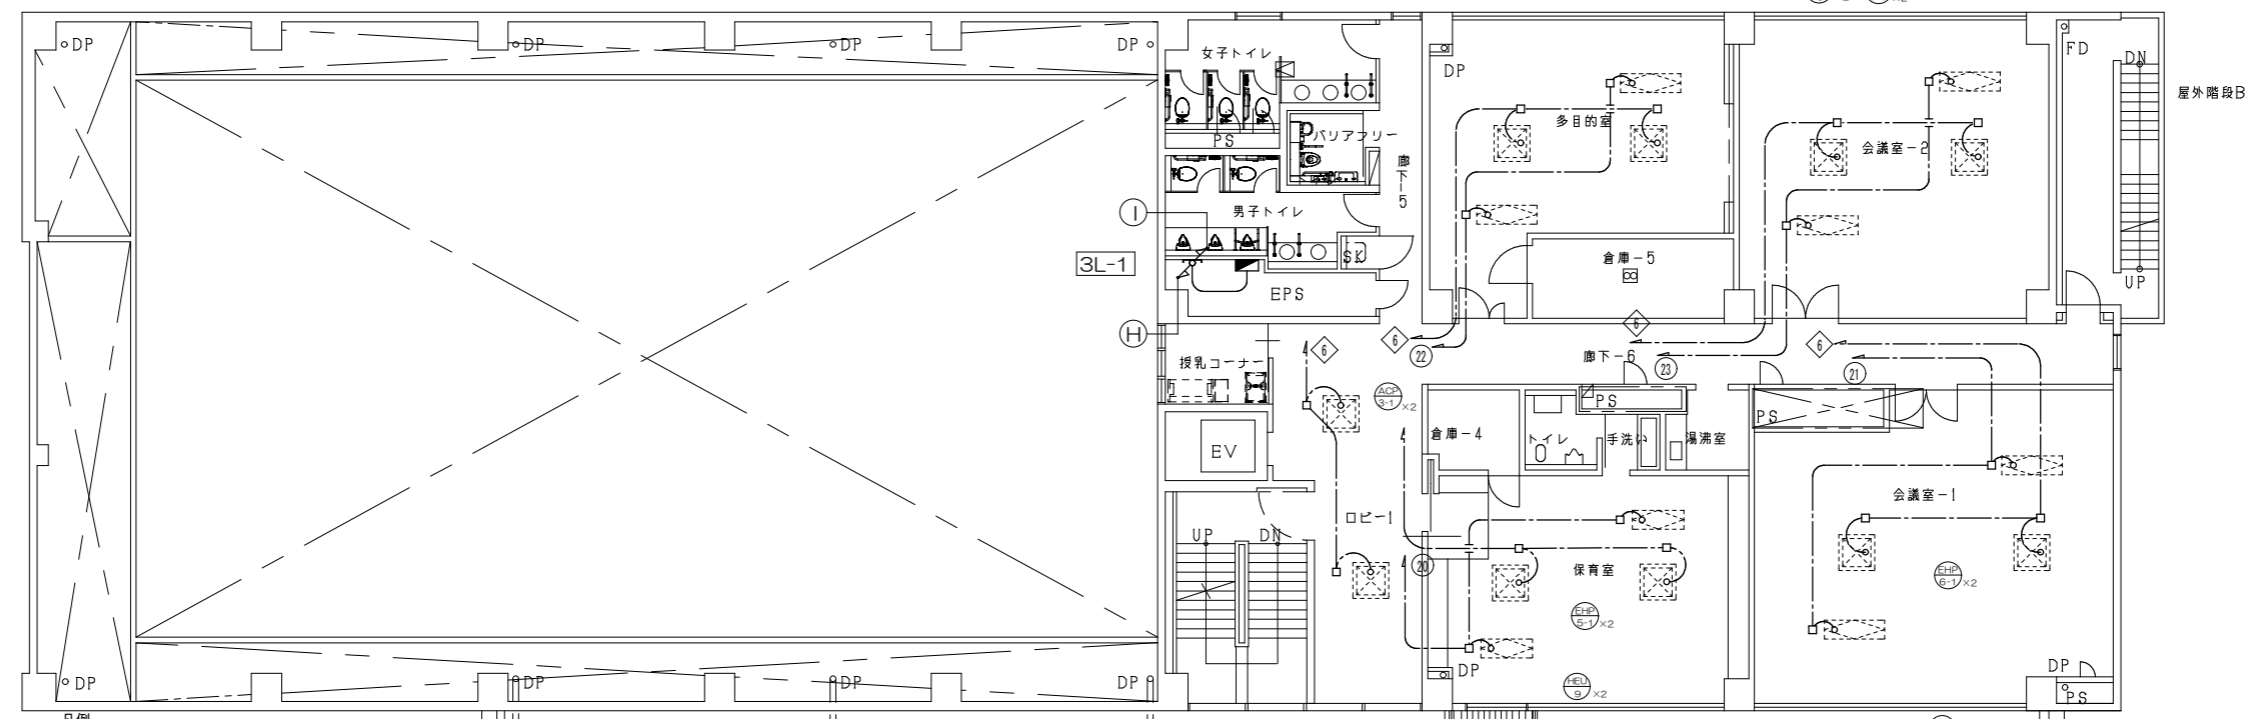 ×2
DP
DP
DP
DP
女子トイレ
DP
FD
DN
屋外階段B
PS
バリアフリー
多目的室
会議室-2
廊下-5
I
男子トイレ
3L-1
SK
倉庫-5
EPS
UP
H
授乳コーナー
6
6
22
6
廊下-6
23
6
21
ACP
3-1 ×2
EV
倉庫-4
トイレ
PS
手洗い
湯沸室
PS
会議室-1
ロビー1
UP
DN
20
保育室
EHP
5-1 ×2
EHP
6-1 ×2
DP
DP
DP
DP
DP
HEU
9 ×2
DP
PS
凡例